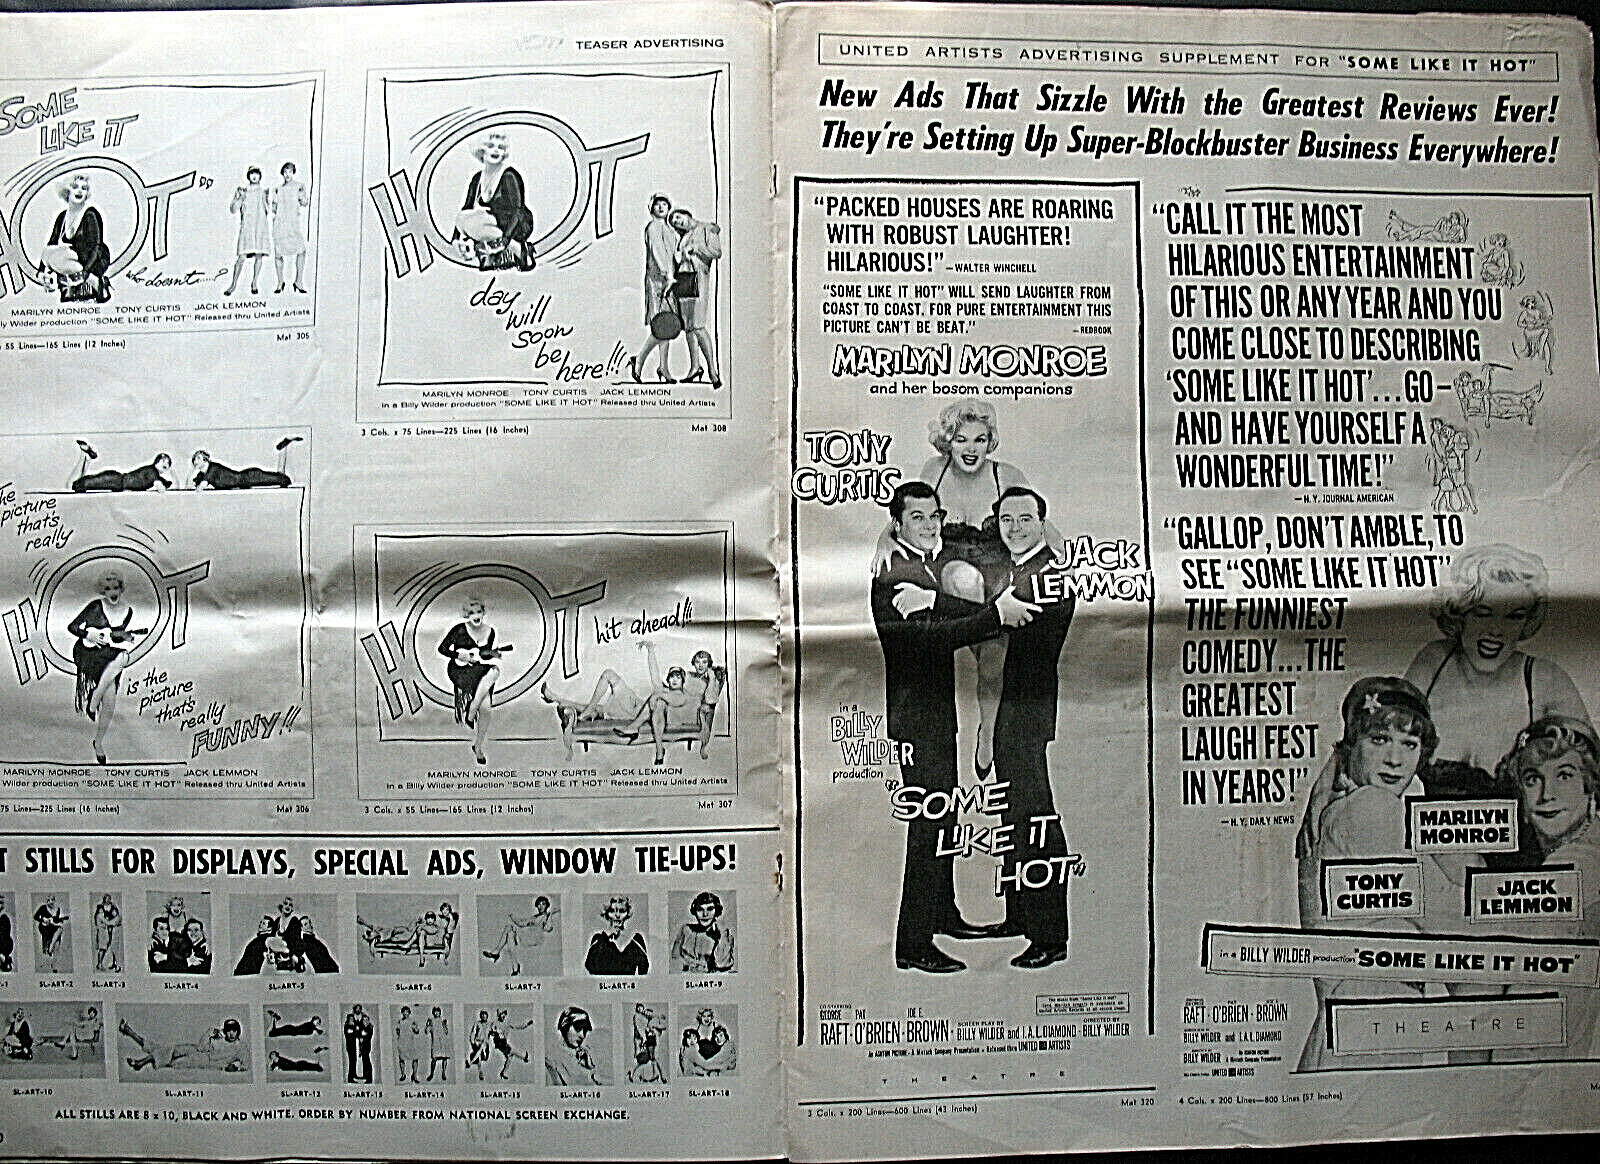 TEASER ADVERTISING
SOME
LIKE IT
HOT"
who doesn't....?
MARILYN MONROE TONY CURTIS JACK LEMMON
ly Wilder production "SOME LIKE IT HOT" Released thru United Artists
55 Lines—165 Lines (12 Inches)
Mat 305
HOT
day
will
soon
be
here!!!
MARILYN MONROE TONY CURTIS JACK LEMMON
in a Billy Wilder production "SOME LIKE IT HOT" Released thru United Artists
3 Cols. x 75 Lines—225 Lines (16 Inches)
Mat 308
The
picture
that's
really
HOT
is the
picture
that's
really
FUNNY!!!
MARILYN MONROE TONY CURTIS JACK LEMMON
Wilder production "SOME LIKE IT HOT" Released thru United Artists
75 Lines—225 Lines (16 Inches)
Mat 306
HOT
hit ahead!!!
MARILYN MONROE TONY CURTIS JACK LEMMON
in a Billy Wilder production "SOME LIKE IT HOT" Released thru United Artists
3 Cols. x 55 Lines—165 Lines (12 Inches)
Mat 307
T STILLS FOR DISPLAYS, SPECIAL ADS, WINDOW TIE-UPS!
-1
SL-ART-2
SL-ART-3
SL-ART-4
SL-ART-5
SL-ART-6
SL-ART-7
SL-ART-8
SL-ART-9
SL-ART-10
SL-ART-11
SL-ART-12
SL-ART-13
SL-ART-14
SL-ART-15
SL-ART-16
SL-ART-17
SL-ART-18
ALL STILLS ARE 8 x 10, BLACK AND WHITE. ORDER BY NUMBER FROM NATIONAL SCREEN EXCHANGE.
UNITED ARTISTS ADVERTISING SUPPLEMENT FOR "SOME LIKE IT HOT"
New Ads That Sizzle With the Greatest Reviews Ever!
They're Setting Up Super-Blockbuster Business Everywhere!
"PACKED HOUSES ARE ROARING
WITH ROBUST LAUGHTER!
HILARIOUS!" —WALTER WINCHELL
"SOME LIKE IT HOT" WILL SEND LAUGHTER FROM
COAST TO COAST. FOR PURE ENTERTAINMENT THIS
PICTURE CAN'T BE BEAT."
—REDBOOK
MARILYN MONROE
and her bosom companions
TONY
CURTIS
JACK
LEMMON
in a
BILLY
WILDER
production
"SOME
LIKE IT
HOT"
CO-STARRING
GEORGE PAT JOE E.
RAFT·O'BRIEN·BROWN· SCREEN PLAY BY BILLY WILDER and I.A.L. DIAMOND· DIRECTED BY BILLY WILDER
An ASHTON PICTURE · A Mirisch Company Presentation · Released thru UNITED ARTISTS
THEATRE
3 Cols. x 200 Lines—600 Lines (43 Inches)
Mat 320
"CALL IT THE MOST
HILARIOUS ENTERTAINMENT
OF THIS OR ANY YEAR AND YOU
COME CLOSE TO DESCRIBING
'SOME LIKE IT HOT'...GO—
AND HAVE YOURSELF A
WONDERFUL TIME!"
—N.Y. JOURNAL AMERICAN
"GALLOP, DON'T AMBLE, TO
SEE "SOME LIKE IT HOT"
THE FUNNIEST
COMEDY...THE
GREATEST
LAUGH FEST
IN YEARS!"
—N.Y. DAILY NEWS
MARILYN
MONROE
TONY
CURTIS
JACK
LEMMON
in a BILLY WILDER production "SOME LIKE IT HOT"
RAFT·O'BRIEN·BROWN
BILLY WILDER and I.A.L. DIAMOND
BILLY WILDER
UNITED ARTISTS
THEATRE
4 Cols. x 200 Lines—800 Lines (57 Inches)